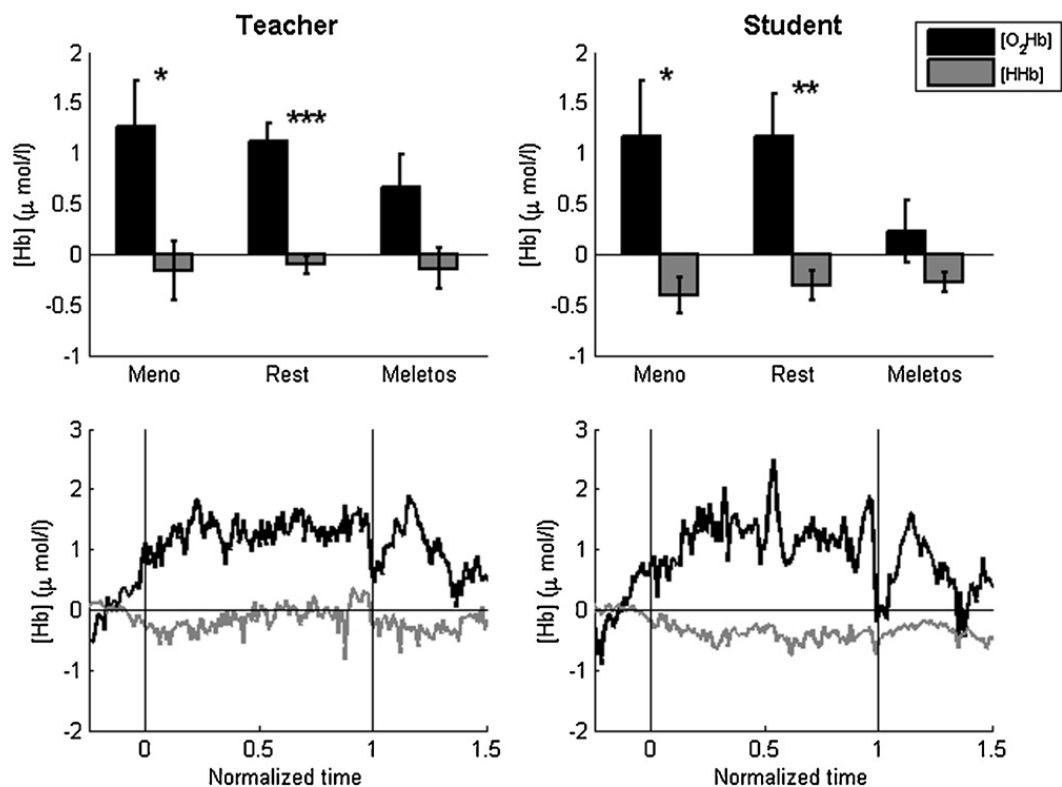 Teacher
Student
[O₂Hb]
[HHb]
2
1.5
1
0.5
0
-0.5
-1
[Hb] (μ mol/l)
*
***
Meno
Rest
Meletos
2
1.5
1
0.5
0
-0.5
-1
[Hb] (μ mol/l)
*
**
Meno
Rest
Meletos
3
2
1
0
-1
-2
[Hb] (μ mol/l)
0
0.5
1
1.5
Normalized time
3
2
1
0
-1
-2
[Hb] (μ mol/l)
0
0.5
1
1.5
Normalized time